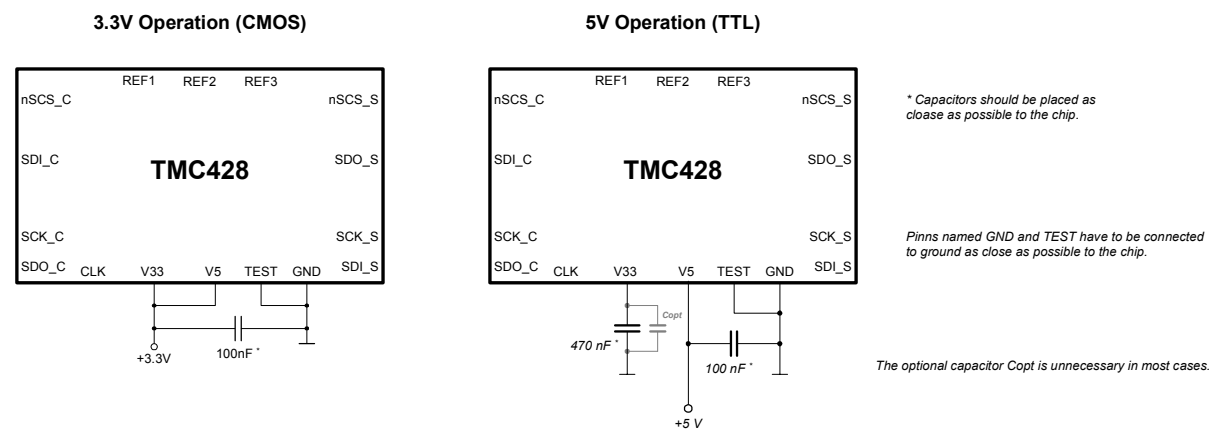 3.3V Operation (CMOS)
5V Operation (TTL)
REF1 REF2 REF3
nSCS_C nSCS_S
SDI_C TMC428 SDO_S
SCK_C SCK_S
SDO_C CLK V33 V5 TEST GND SDI_S
+3.3V 100nF *
REF1 REF2 REF3
nSCS_C nSCS_S
SDI_C TMC428 SDO_S
SCK_C SCK_S
SDO_C CLK V33 V5 TEST GND SDI_S
Copt
470 nF * 100 nF *
+5 V
* Capacitors should be placed as
cloase as possible to the chip.
Pinns named GND and TEST have to be connected
to ground as close as possible to the chip.
The optional capacitor Copt is unnecessary in most cases.